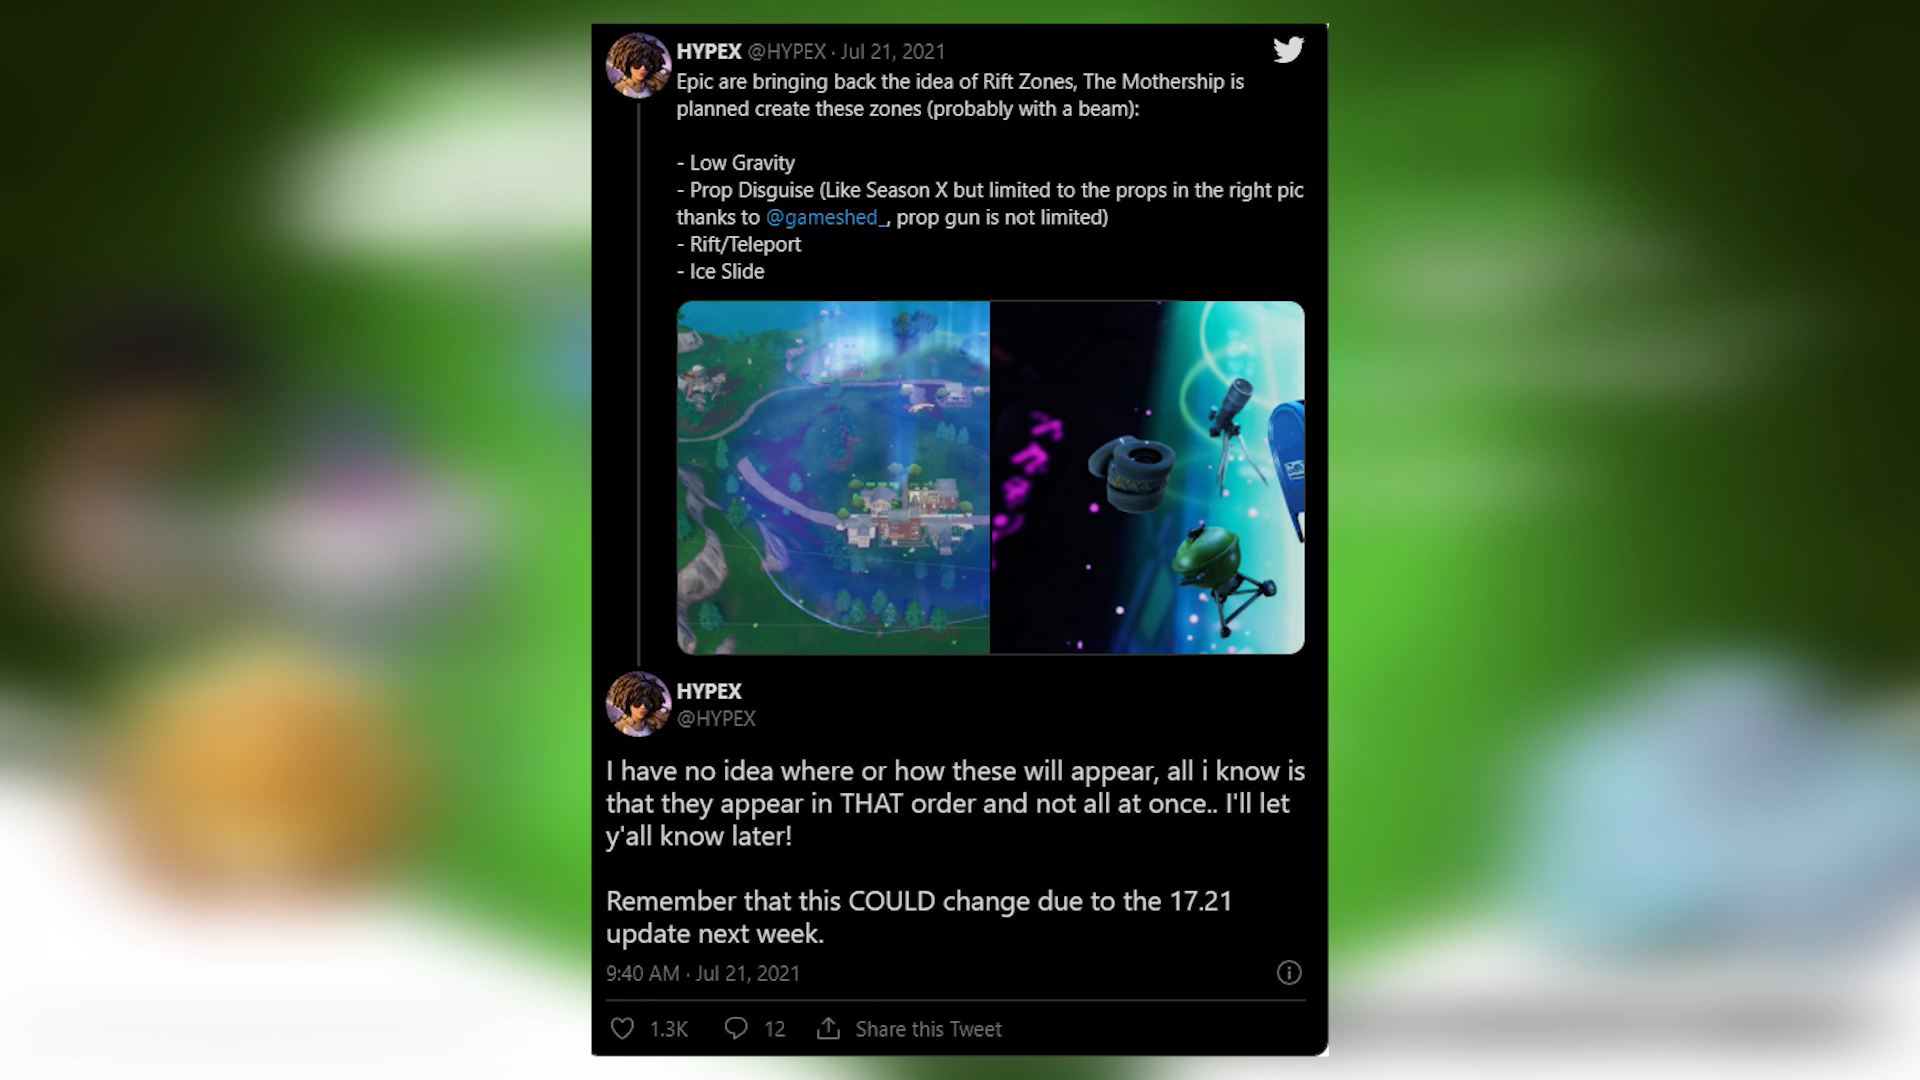 HYPEX @HYPEX · Jul 21, 2021
Epic are bringing back the idea of Rift Zones, The Mothership is
planned create these zones (probably with a beam):
- Low Gravity
- Prop Disguise (Like Season X but limited to the props in the right pic
thanks to @gameshed_, prop gun is not limited)
- Rift/Teleport
- Ice Slide
HYPEX
@HYPEX
I have no idea where or how these will appear, all i know is
that they appear in THAT order and not all at once.. I'll let
y'all know later!
Remember that this COULD change due to the 17.21
update next week.
9:40 AM · Jul 21, 2021
1.3K 12 Share this Tweet